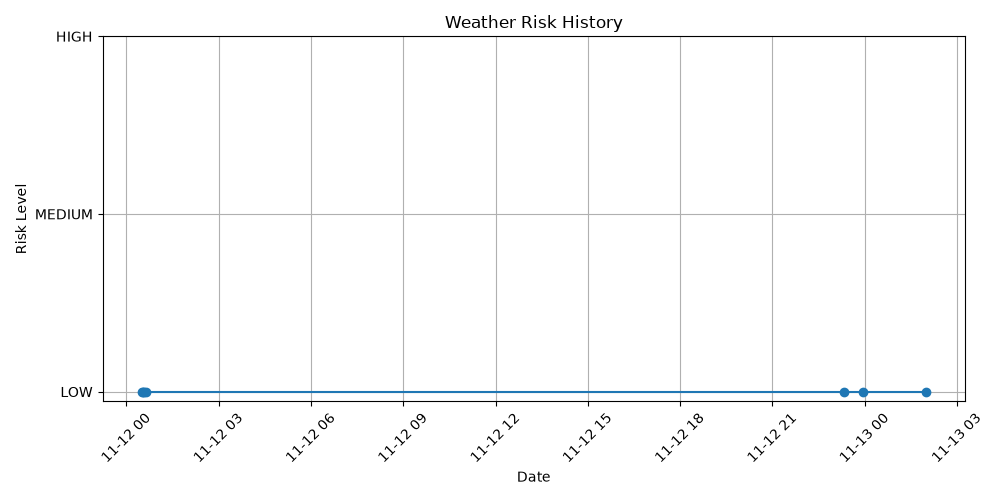 Weather Risk History
HIGH
MEDIUM
LOW
Risk Level
11-12 00
11-12 03
11-12 06
11-12 09
11-12 12
11-12 15
11-12 18
11-12 21
11-13 00
11-13 03
Date